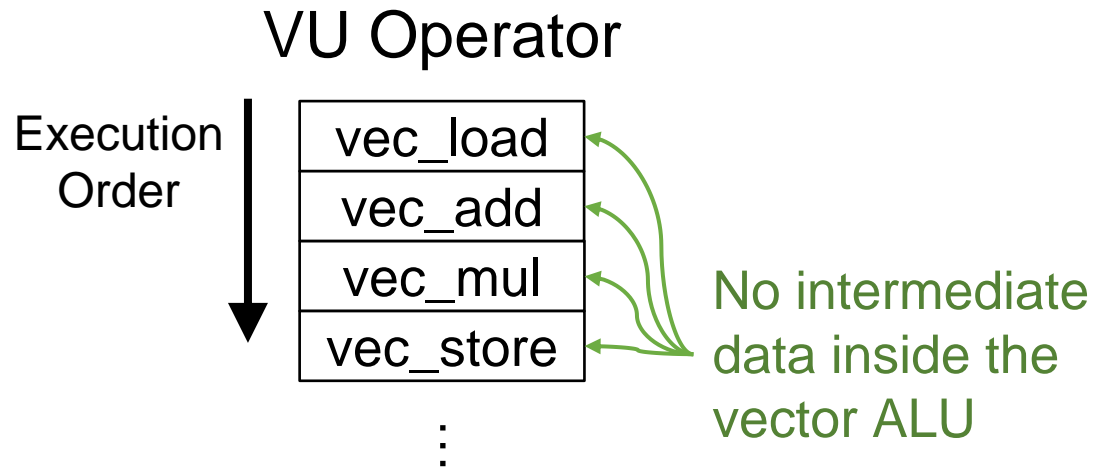 VU Operator
Execution
Order
vec_load
vec_add
vec_mul
vec_store
⋮
No intermediate
data inside the
vector ALU